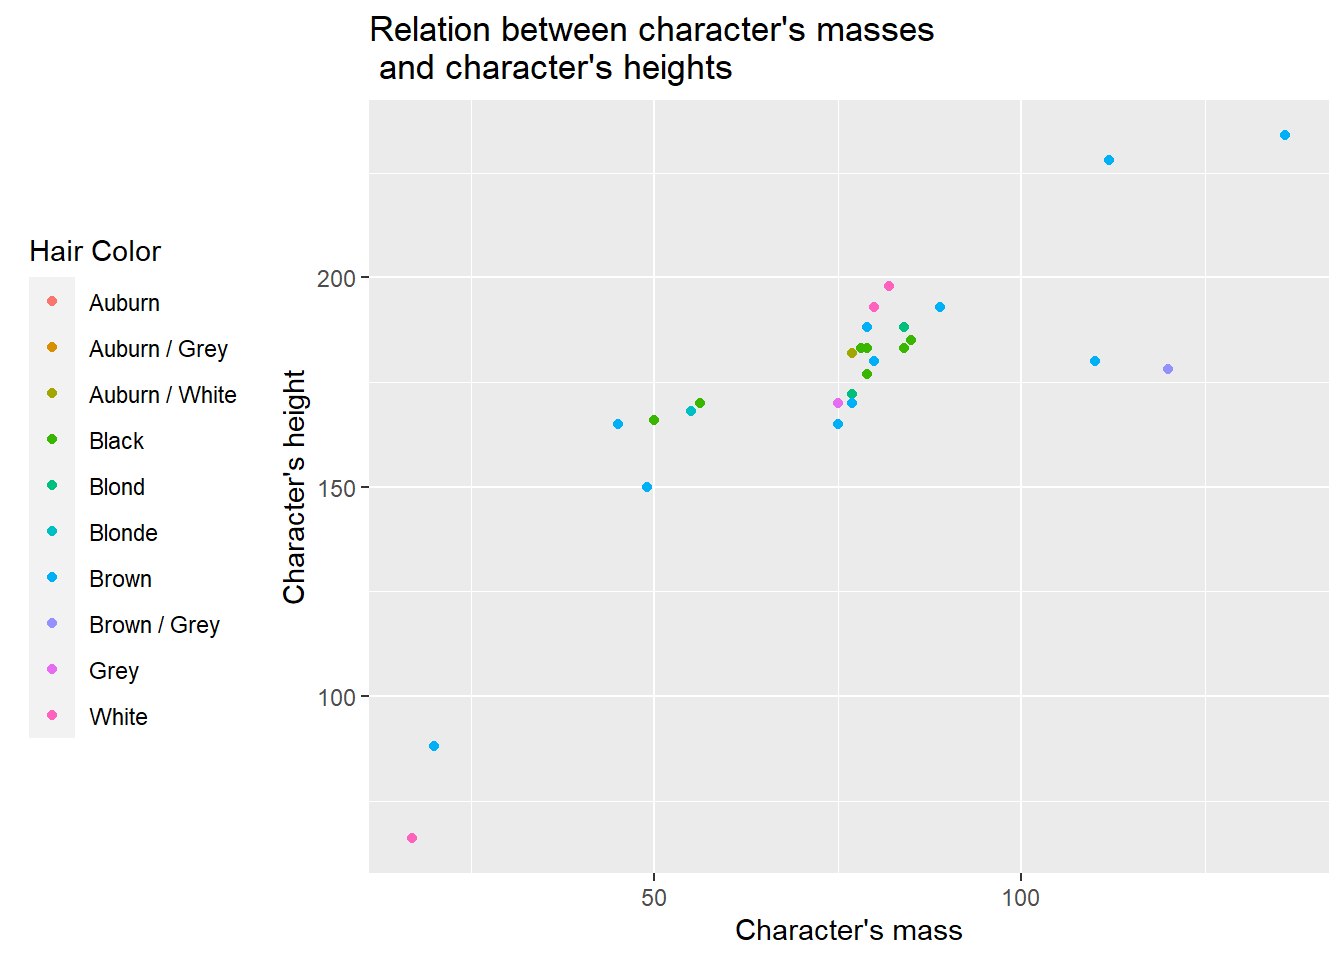 Relation between character's masses
and character's heights
Hair Color
Auburn
Auburn / Grey
Auburn / White
Black
Blond
Blonde
Brown
Brown / Grey
Grey
White
Character's height
200
150
100
50
100
Character's mass